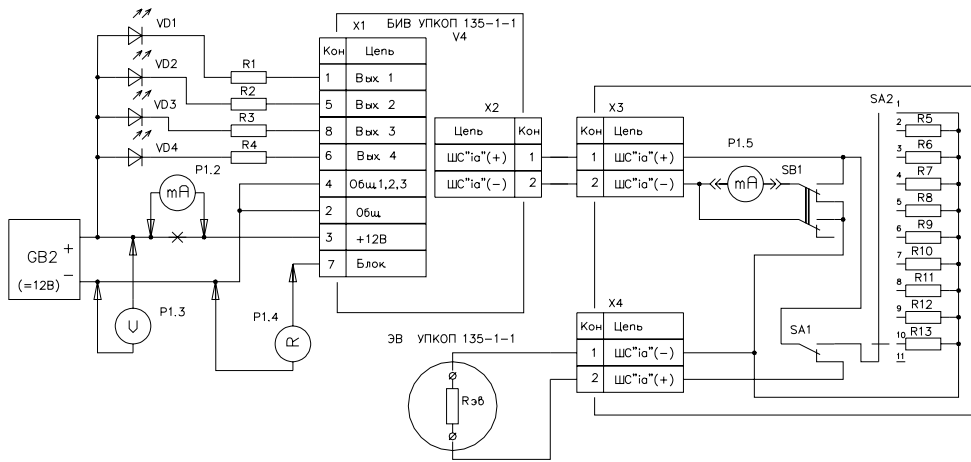 VD1
VD2
VD3
VD4
R1
R2
R3
R4
P1.2
mA
GB2
+
−
(=12В)
V
P1.3
P1.4
R
X1
БИВ УПКОП 135-1-1
V4
Кон Цепь
1 Вых 1
5 Вых 2
8 Вых 3
6 Вых 4
4 Общ1,2,3
2 Общ
3 +12В
7 Блок
X2
Цепь Кон
ШС"ia"(+) 1
ШС"ia"(-) 2
X3
Кон Цепь
1 ШС"ia"(+)
2 ШС"ia"(-)
P1.5
mA
SB1
SA2
1
2 R5
3 R6
4 R7
5 R8
6 R9
7 R10
8 R11
9 R12
10 R13
11
SA1
X4
Кон Цепь
1 ШС"ia"(-)
2 ШС"ia"(+)
ЭВ УПКОП 135-1-1
Rэв